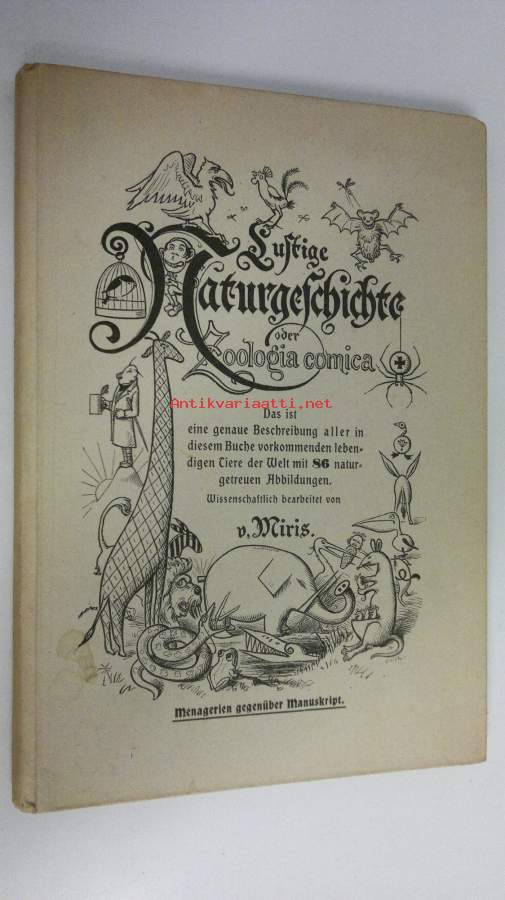 Lustige
Naturgeschichte
oder
Zoologia comica
Antikvariaatti.net
Das ist
eine genaue Beschreibung aller in
diesem Buche vorkommenden leben-
digen Tiere der Welt mit 86 natur-
getreuen Abbildungen.
Wissenschaftlich bearbeitet von
v. Miris.
Menagerien gegenüber Manuskript.